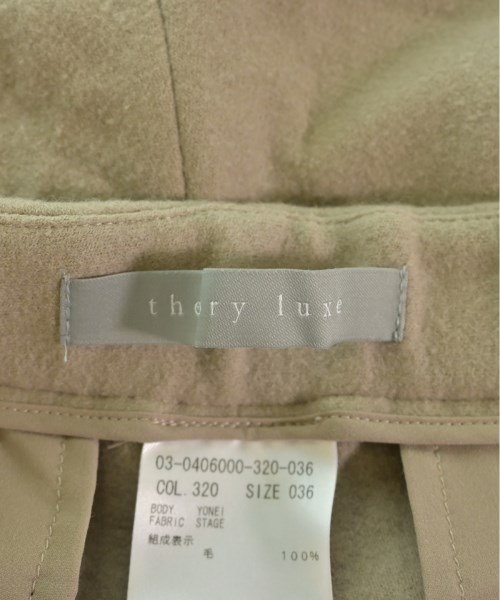 thory luxe
03-0406000-320-036
COL. 320 SIZE 036
BODY YONEI
FABRIC STAGE
組成表示
毛 100%